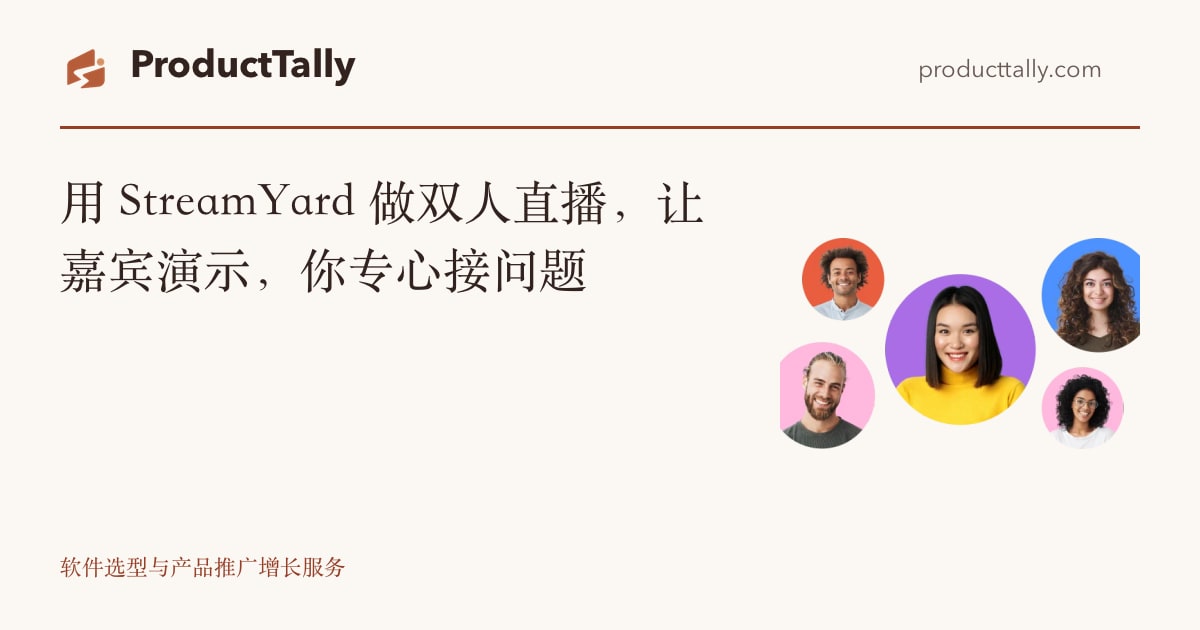 ProductTally
producttally.com
用 StreamYard 做双人直播，让
嘉宾演示，你专心接问题
软件选型与产品推广增长服务